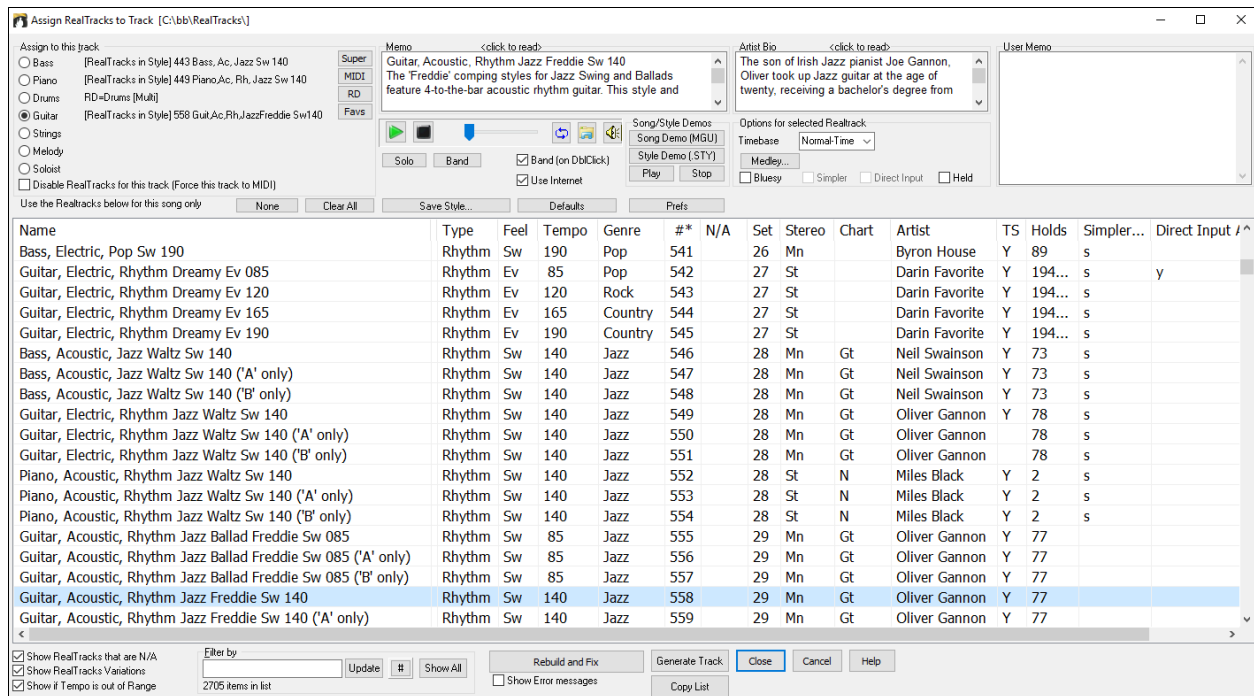 Assign RealTracks to Track [C:\bb\RealTracks\]
Assign to this track
Bass [RealTracks in Style] 443 Bass, Ac, Jazz Sw 140
Piano [RealTracks in Style] 449 Piano,Ac, Rh, Jazz Sw 140
Drums RD=Drums [Multi]
Guitar [RealTracks in Style] 558 Guit,Ac,Rh,JazzFreddie Sw140
Strings
Melody
Soloist
Disable RealTracks for this track (Force this track to MIDI)
Super
MIDI
RD
Favs
Memo <click to read>
Guitar, Acoustic, Rhythm Jazz Freddie Sw 140
The 'Freddie' comping styles for Jazz Swing and Ballads
feature 4-to-the-bar acoustic rhythm guitar. This style and
Artist Bio <click to read>
The son of Irish Jazz pianist Joe Gannon,
Oliver took up Jazz guitar at the age of
twenty, receiving a bachelor's degree from
User Memo
Solo Band
Band (on DblClick)
Use Internet
Song/Style Demos
Song Demo (MGU)
Style Demo (.STY)
Play Stop
Options for selected Realtrack
Timebase Normal-Time
Medley...
Bluesy Simpler Direct Input Held
Use the Realtracks below for this song only None Clear All Save Style... Defaults Prefs
Name Type Feel Tempo Genre #* N/A Set Stereo Chart Artist TS Holds Simpler... Direct Input A
Bass, Electric, Pop Sw 190 Rhythm Sw 190 Pop 541 26 Mn Byron House Y 89 s
Guitar, Electric, Rhythm Dreamy Ev 085 Rhythm Ev 85 Pop 542 27 St Darin Favorite Y 194... s y
Guitar, Electric, Rhythm Dreamy Ev 120 Rhythm Ev 120 Rock 543 27 St Darin Favorite Y 194... s
Guitar, Electric, Rhythm Dreamy Ev 165 Rhythm Ev 165 Country 544 27 St Darin Favorite Y 194... s
Guitar, Electric, Rhythm Dreamy Ev 190 Rhythm Ev 190 Country 545 27 St Darin Favorite Y 194... s
Bass, Acoustic, Jazz Waltz Sw 140 Rhythm Sw 140 Jazz 546 28 Mn Gt Neil Swainson Y 73 s
Bass, Acoustic, Jazz Waltz Sw 140 ('A' only) Rhythm Sw 140 Jazz 547 28 Mn Gt Neil Swainson Y 73 s
Bass, Acoustic, Jazz Waltz Sw 140 ('B' only) Rhythm Sw 140 Jazz 548 28 Mn Gt Neil Swainson Y 73 s
Guitar, Electric, Rhythm Jazz Waltz Sw 140 Rhythm Sw 140 Jazz 549 28 Mn Gt Oliver Gannon Y 78 s
Guitar, Electric, Rhythm Jazz Waltz Sw 140 ('A' only) Rhythm Sw 140 Jazz 550 28 Mn Gt Oliver Gannon 78 s
Guitar, Electric, Rhythm Jazz Waltz Sw 140 ('B' only) Rhythm Sw 140 Jazz 551 28 Mn Gt Oliver Gannon 78 s
Piano, Acoustic, Rhythm Jazz Waltz Sw 140 Rhythm Sw 140 Jazz 552 28 St N Miles Black Y 2 s
Piano, Acoustic, Rhythm Jazz Waltz Sw 140 ('A' only) Rhythm Sw 140 Jazz 553 28 St N Miles Black Y 2 s
Piano, Acoustic, Rhythm Jazz Waltz Sw 140 ('B' only) Rhythm Sw 140 Jazz 554 28 St N Miles Black Y 2 s
Guitar, Acoustic, Rhythm Jazz Ballad Freddie Sw 085 Rhythm Sw 85 Jazz 555 29 Mn Gt Oliver Gannon Y 77
Guitar, Acoustic, Rhythm Jazz Ballad Freddie Sw 085 ('A' only) Rhythm Sw 85 Jazz 556 29 Mn Gt Oliver Gannon Y 77
Guitar, Acoustic, Rhythm Jazz Ballad Freddie Sw 085 ('B' only) Rhythm Sw 85 Jazz 557 29 Mn Gt Oliver Gannon Y 77
Guitar, Acoustic, Rhythm Jazz Freddie Sw 140 Rhythm Sw 140 Jazz 558 29 Mn Gt Oliver Gannon Y 77
Guitar, Acoustic, Rhythm Jazz Freddie Sw 140 ('A' only) Rhythm Sw 140 Jazz 559 29 Mn Gt Oliver Gannon Y 77
Show RealTracks that are N/A
Show RealTracks Variations
Show if Tempo is out of Range
Filter by
Update # Show All
2705 items in list
Rebuild and Fix Generate Track Close Cancel Help
Show Error messages Copy List